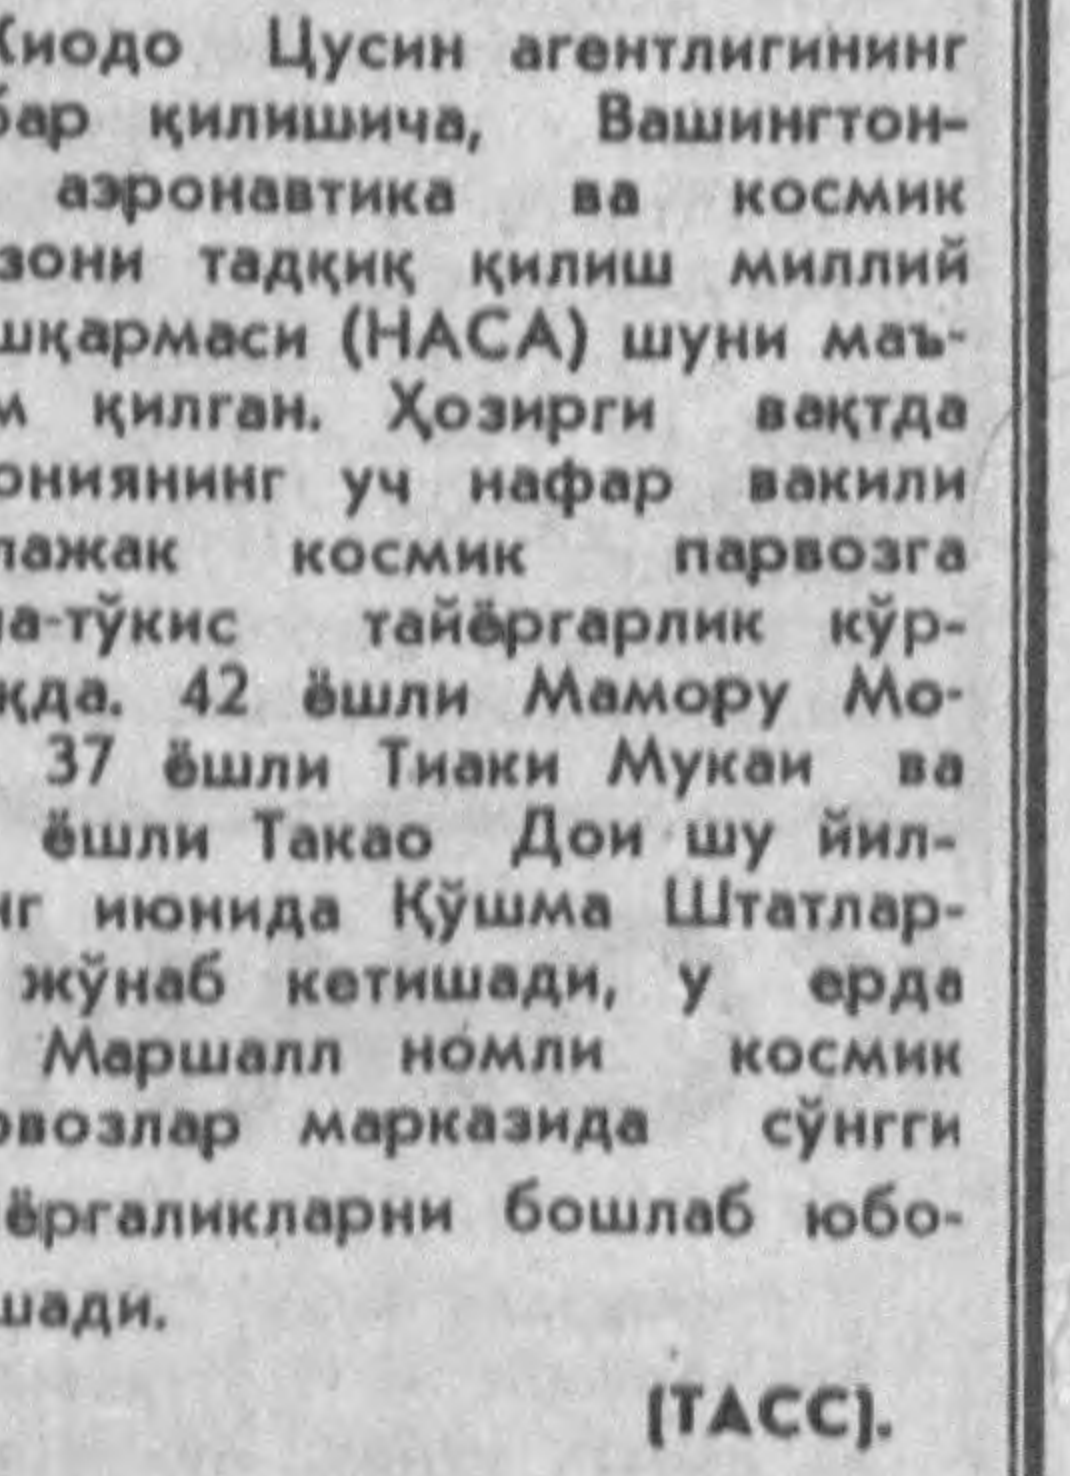 Киодо Цусин агентлигининг
бар қилишича, Вашингтон-
аэронавтика ва космик
зони тадқиқ қилиш миллий
шқармаси (НАСА) шуни маъ-
м қилган. Ҳозирги вақтда
ониянинг уч нафар вакили
лажак космик парвозга
а-тўкис тайёргарлик кўр-
қда. 42 ёшли Мамору Мо-
37 ёшли Тиаки Мукаи ва
ёшли Такао Дои шу йил-
нг июнида Қўшма Штатлар-
жўнаб кетишади, у ерда
Маршалл номли космик
рвозлар марказида сўнгги
ёргаликларни бошлаб юбо-
шади.
(ТАСС).